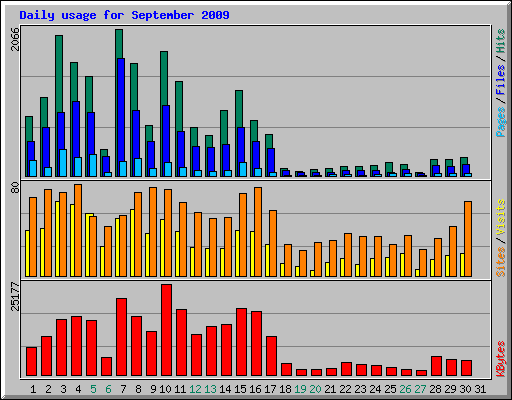 Daily usage for September 2009
2066
80
25177
Pages / Files / Hits
Sites / Visits
KBytes
1 2 3 4 5 6 7 8 9 10 11 12 13 14 15 16 17 18 19 20 21 22 23 24 25 26 27 28 29 30 31